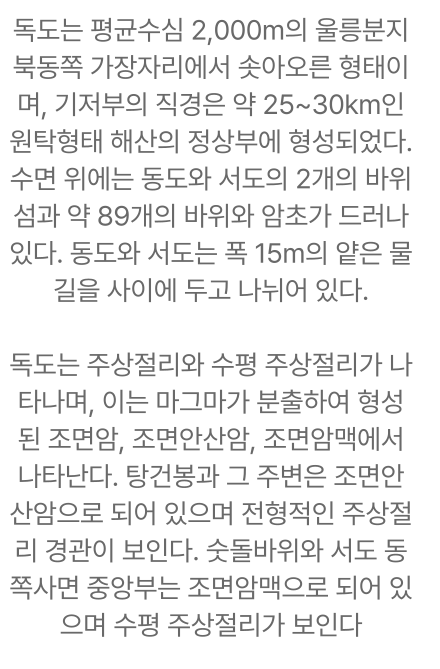 독도는 평균수심 2,000m의 울릉분지
북동쪽 가장자리에서 솟아오른 형태이
며, 기저부의 직경은 약 25~30km인
원탁형태 해산의 정상부에 형성되었다.
수면 위에는 동도와 서도의 2개의 바위
섬과 약 89개의 바위와 암초가 드러나
있다. 동도와 서도는 폭 15m의 얕은 물
길을 사이에 두고 나뉘어 있다.

독도는 주상절리와 수평 주상절리가 나
타나며, 이는 마그마가 분출하여 형성
된 조면암, 조면안산암, 조면암맥에서
나타난다. 탕건봉과 그 주변은 조면안
산암으로 되어 있으며 전형적인 주상절
리 경관이 보인다. 숫돌바위와 서도 동
쪽사면 중앙부는 조면암맥으로 되어 있
으며 수평 주상절리가 보인다